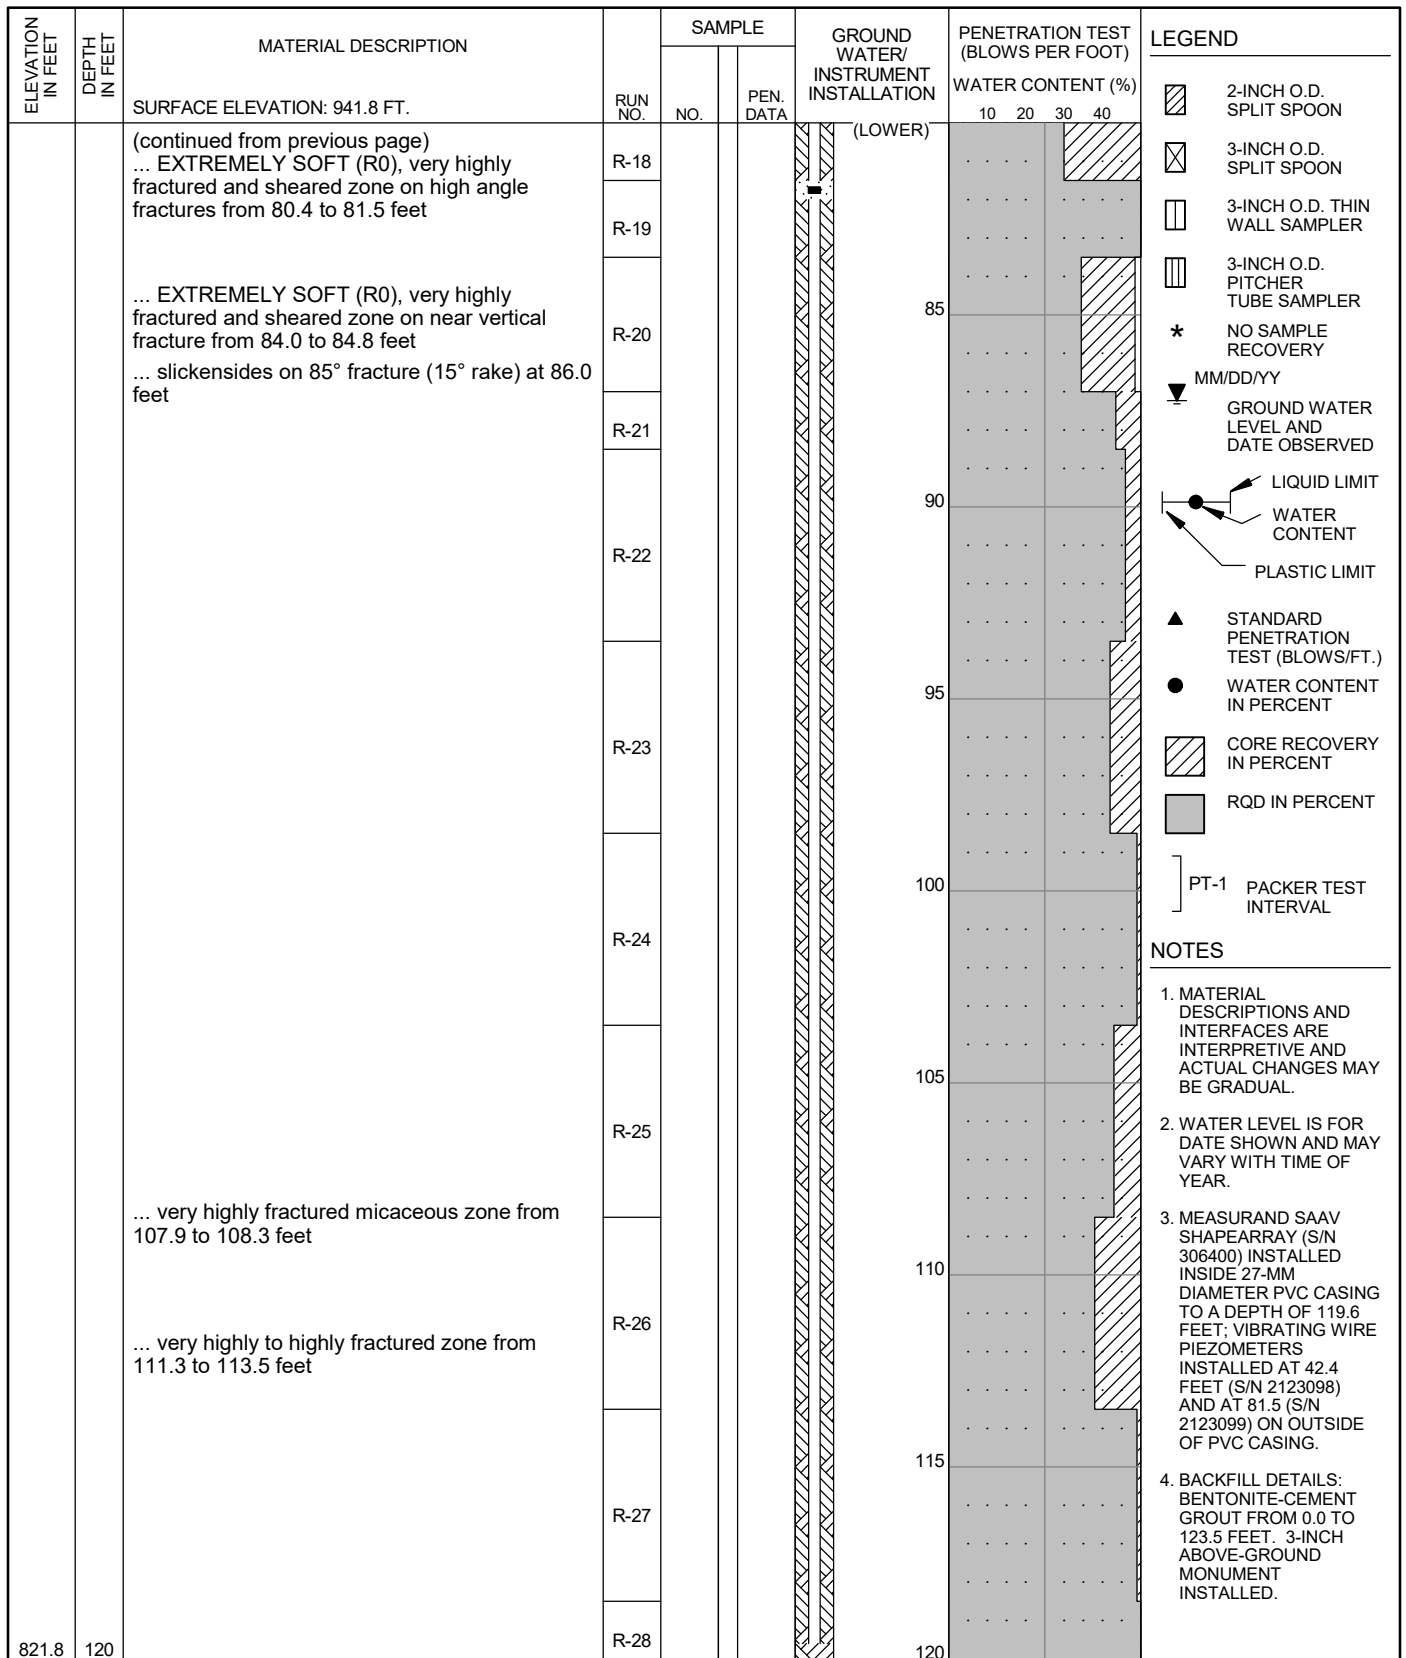 ELEVATION
IN FEET
DEPTH
IN FEET
MATERIAL DESCRIPTION
SURFACE ELEVATION: 941.8 FT.
RUN
NO.
SAMPLE
NO.
PEN.
DATA
GROUND
WATER/
INSTRUMENT
INSTALLATION
PENETRATION TEST
(BLOWS PER FOOT)
WATER CONTENT (%)
10 20 30 40
(LOWER)
(continued from previous page)
... EXTREMELY SOFT (R0), very highly
fractured and sheared zone on high angle
fractures from 80.4 to 81.5 feet
... EXTREMELY SOFT (R0), very highly
fractured and sheared zone on near vertical
fracture from 84.0 to 84.8 feet
... slickensides on 85° fracture (15° rake) at 86.0
feet
... very highly fractured micaceous zone from
107.9 to 108.3 feet
... very highly to highly fractured zone from
111.3 to 113.5 feet
821.8 120
R-18
R-19
R-20
R-21
R-22
R-23
R-24
R-25
R-26
R-27
R-28
85
90
95
100
105
110
115
120
LEGEND
2-INCH O.D.
SPLIT SPOON
3-INCH O.D.
SPLIT SPOON
3-INCH O.D. THIN
WALL SAMPLER
3-INCH O.D.
PITCHER
TUBE SAMPLER
* NO SAMPLE
RECOVERY
MM/DD/YY
GROUND WATER
LEVEL AND
DATE OBSERVED
LIQUID LIMIT
WATER
CONTENT
PLASTIC LIMIT
STANDARD
PENETRATION
TEST (BLOWS/FT.)
WATER CONTENT
IN PERCENT
CORE RECOVERY
IN PERCENT
RQD IN PERCENT
PT-1 PACKER TEST
INTERVAL
NOTES
1. MATERIAL
DESCRIPTIONS AND
INTERFACES ARE
INTERPRETIVE AND
ACTUAL CHANGES MAY
BE GRADUAL.
2. WATER LEVEL IS FOR
DATE SHOWN AND MAY
VARY WITH TIME OF
YEAR.
3. MEASURAND SAAV
SHAPEARRAY (S/N
306400) INSTALLED
INSIDE 27-MM
DIAMETER PVC CASING
TO A DEPTH OF 119.6
FEET; VIBRATING WIRE
PIEZOMETERS
INSTALLED AT 42.4
FEET (S/N 2123098)
AND AT 81.5 (S/N
2123099) ON OUTSIDE
OF PVC CASING.
4. BACKFILL DETAILS:
BENTONITE-CEMENT
GROUT FROM 0.0 TO
123.5 FEET. 3-INCH
ABOVE-GROUND
MONUMENT
INSTALLED.